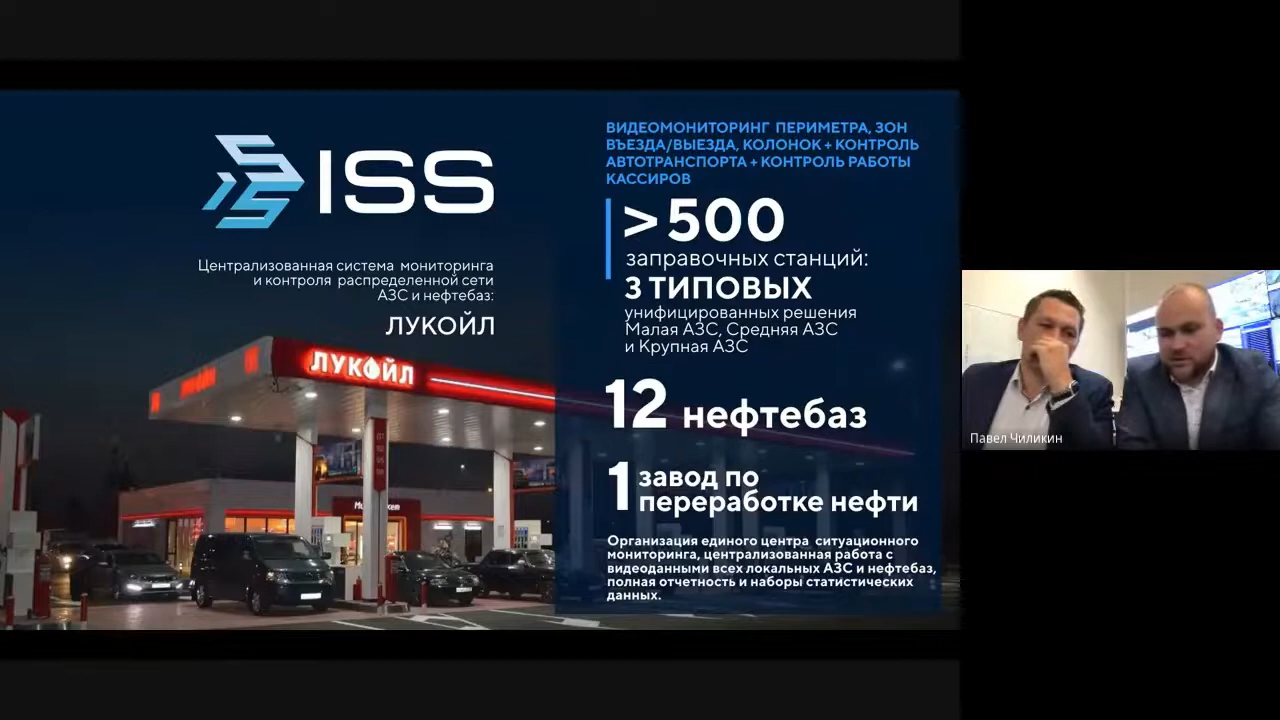 ISS
Централизованная система мониторинга
и контроля распределенной сети
АЗС и нефтебаз:
ЛУКОЙЛ
ЛУКОЙЛ
ВИДЕОМОНИТОРИНГ ПЕРИМЕТРА, ЗОН
ВЪЕЗДА/ВЫЕЗДА, КОЛОНОК + КОНТРОЛЬ
АВТОТРАНСПОРТА + КОНТРОЛЬ РАБОТЫ
КАССИРОВ
> 500
заправочных станций:
3 ТИПОВЫХ
унифицированных решения
Малая АЗС, Средняя АЗС
и Крупная АЗС
12 нефтебаз
1 завод по
переработке нефти
Организация единого центра ситуационного
мониторинга, централизованная работа с
видеоданными всех локальных АЗС и нефтебаз,
полная отчетность и наборы статистических
данных.
Павел Чиликин